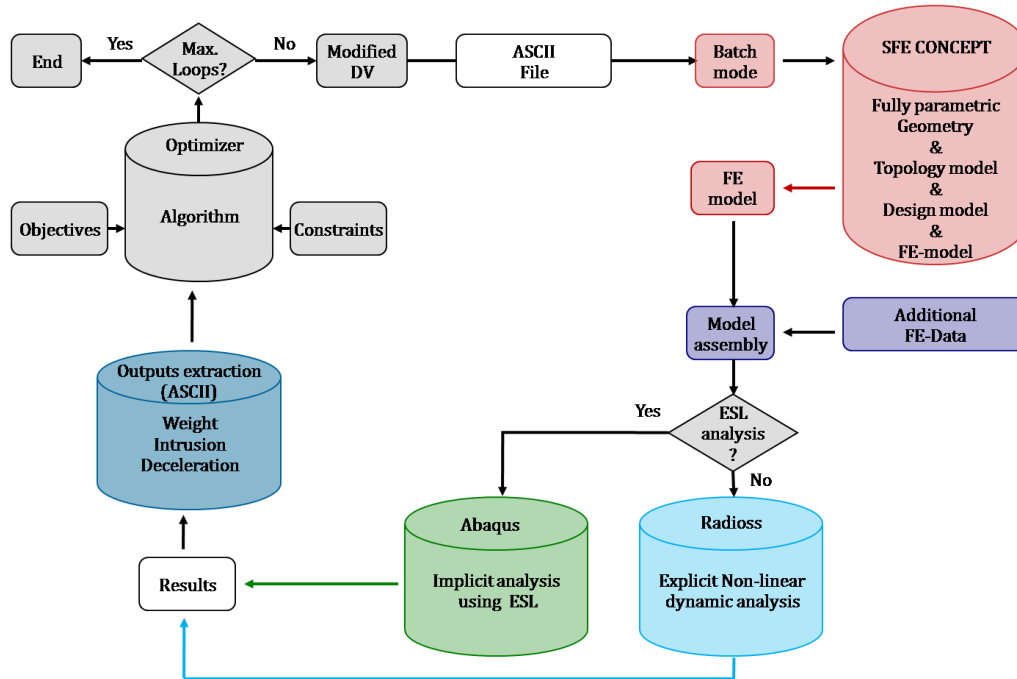 End
Yes
Max.
Loops?
No
Modified
DV
ASCII
File
Batch
mode
SFE CONCEPT
Fully parametric
Geometry
&
Topology model
&
Design model
&
FE-model
Optimizer
Algorithm
Objectives
Constraints
FE
model
Model
assembly
Additional
FE-Data
Outputs extraction
(ASCII)
Weight
Intrusion
Deceleration
Yes
ESL
analysis
?
No
Abaqus
Implicit analysis
using ESL
Radioss
Explicit Non-linear
dynamic analysis
Results